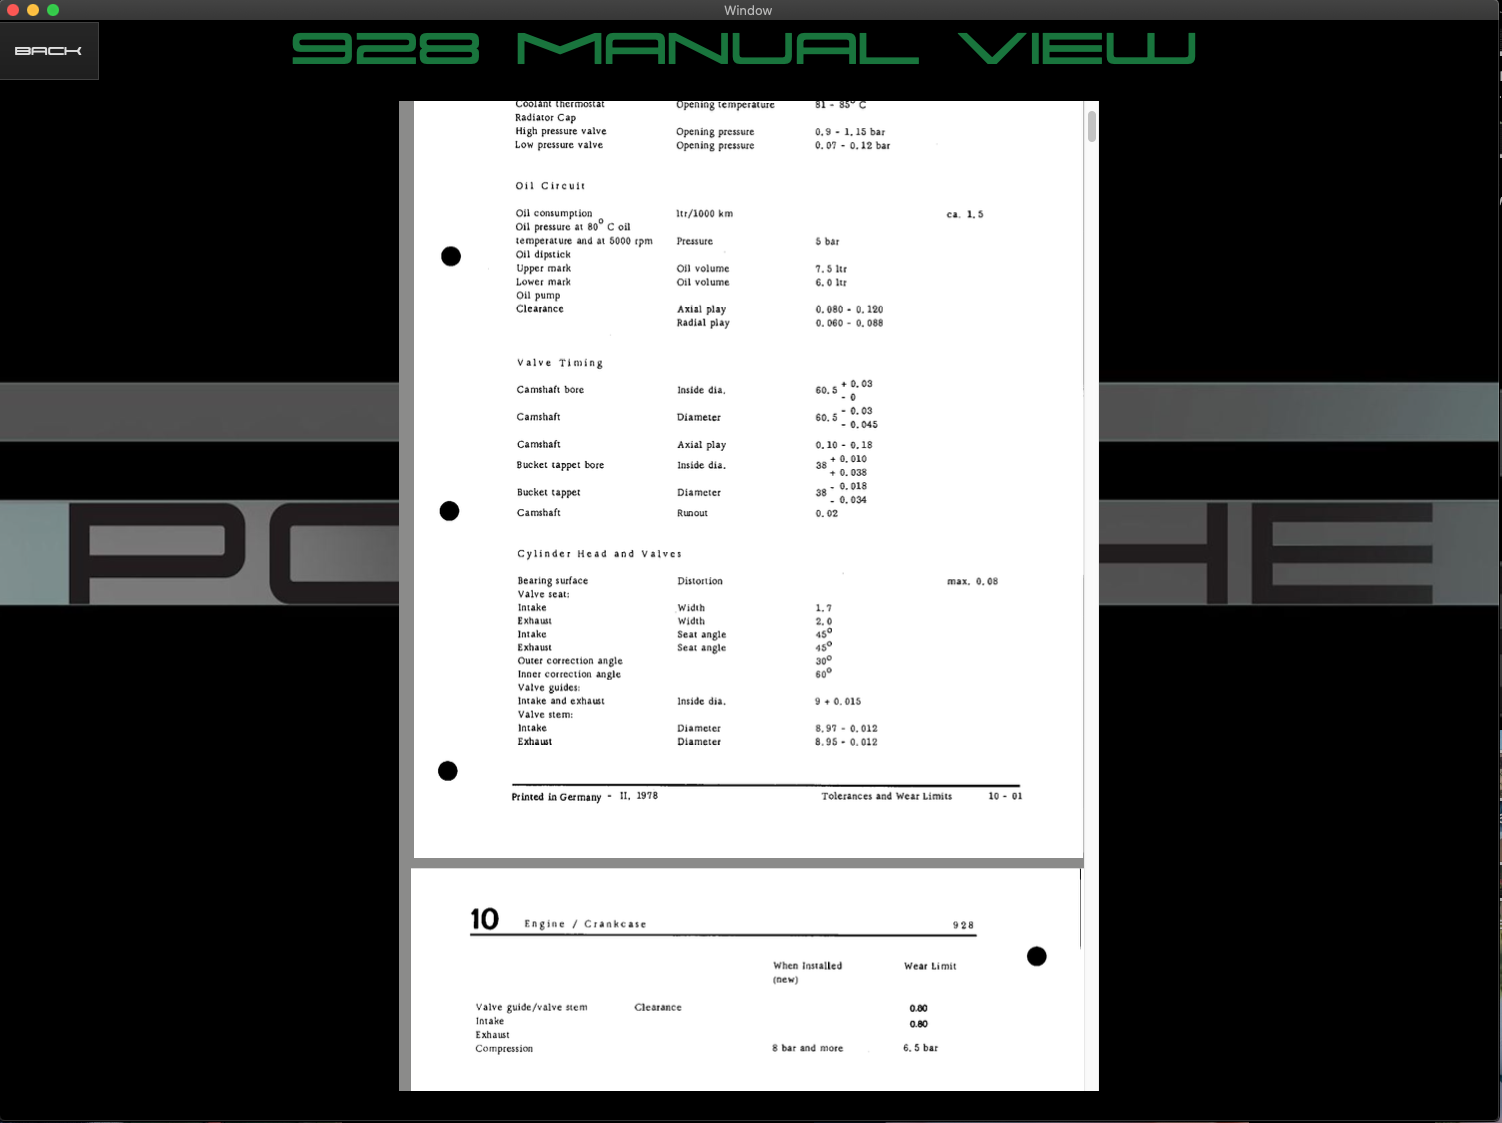 Window
BACK
928 MANUAL VIEW
Coolant thermostat Opening temperature 81 - 85° C
Radiator Cap
High pressure valve Opening pressure 0.9 - 1.15 bar
Low pressure valve Opening pressure 0.07 - 0.12 bar
Oil Circuit
Oil consumption ltr/1000 km ca. 1.5
Oil pressure at 80° C oil
temperature and at 5000 rpm Pressure 5 bar
Oil dipstick
Upper mark Oil volume 7.5 ltr
Lower mark Oil volume 6.0 ltr
Oil pump
Clearance Axial play 0.080 - 0.120
Radial play 0.060 - 0.088
Valve Timing
Camshaft bore Inside dia. 60.5 + 0.03
- 0
Camshaft Diameter 60.5 - 0.03
- 0.045
Camshaft Axial play 0.10 - 0.18
Bucket tappet bore Inside dia. 38 + 0.010
+ 0.038
Bucket tappet Diameter 38 - 0.018
- 0.034
Camshaft Runout 0.02
Cylinder Head and Valves
Bearing surface Distortion max. 0.08
Valve seat:
Intake Width 1.7
Exhaust Width 2.0
Intake Seat angle 45°
Exhaust Seat angle 45°
Outer correction angle 30°
Inner correction angle 60°
Valve guides:
Intake and exhaust Inside dia. 9 + 0.015
Valve stem:
Intake Diameter 8.97 - 0.012
Exhaust Diameter 8.95 - 0.012
Printed in Germany - II, 1978 Tolerances and Wear Limits 10 - 01
PO HE
10 Engine / Crankcase 928
When Installed Wear Limit
(new)
Valve guide/valve stem Clearance 0.80
Intake 0.80
Exhaust
Compression 8 bar and more 6.5 bar